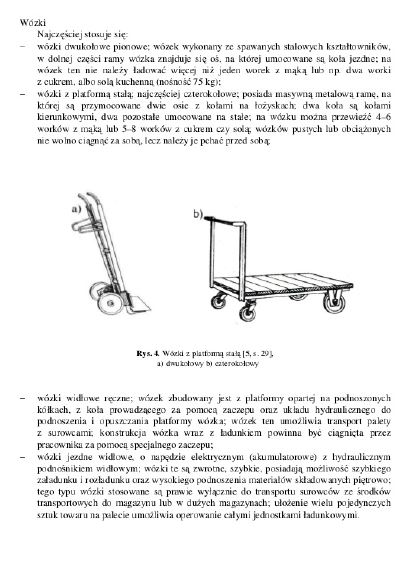 Wózki
Najczęściej stosuje się:
– wózki dwukołowe pionowe; wózek wykonany ze spawanych stalowych kształtowników,
w dolnej części ramy wózka znajduje się oś, na której umocowane są koła jezdne; na
wózek ten nie należy ładować więcej niż jeden worek z mąką lub np. dwa worki
z cukrem, albo solą kuchenną (nośność 75 kg);
– wózki z platformą stałą; najczęściej czterokołowe; posiada masywną metalową ramę, na
której są przymocowane dwie osie z kołami na łożyskach; dwa koła są kołami
kierunkowymi, dwa pozostałe umocowane na stałe; na wózku można przewieźć 4–6
worków z mąką lub 5–8 worków z cukrem czy solą; wózków pustych lub obciążonych
nie wolno ciągnąć za sobą, lecz należy je pchać przed sobą;
a)
b)
Rys. 4. Wózki z platformą stałą [5, s. 29],
a) dwukołowy b) czterokołowy
– wózki widłowe ręczne; wózek zbudowany jest z platformy opartej na podnoszonych
kółkach, z koła prowadzącego za pomocą zaczepu oraz układu hydraulicznego do
podnoszenia i opuszczania platformy wózka; wózek ten umożliwia transport palety
z surowcami; konstrukcja wózka wraz z ładunkiem powinna być ciągnięta przez
pracownika za pomocą specjalnego zaczepu;
– wózki jezdne widłowe, o napędzie elektrycznym (akumulatorowe) z hydraulicznym
podnośnikiem widłowym; wózki te są zwrotne, szybkie, posiadają możliwość szybkiego
załadunku i rozładunku oraz wysokiego podnoszenia materiałów składowanych piętrowo;
tego typu wózki stosowane są prawie wyłącznie do transportu surowców ze środków
transportowych do magazynu lub w dużych magazynach; ułożenie wielu pojedynczych
sztuk towaru na palecie umożliwia operowanie całymi jednostkami ładunkowymi.